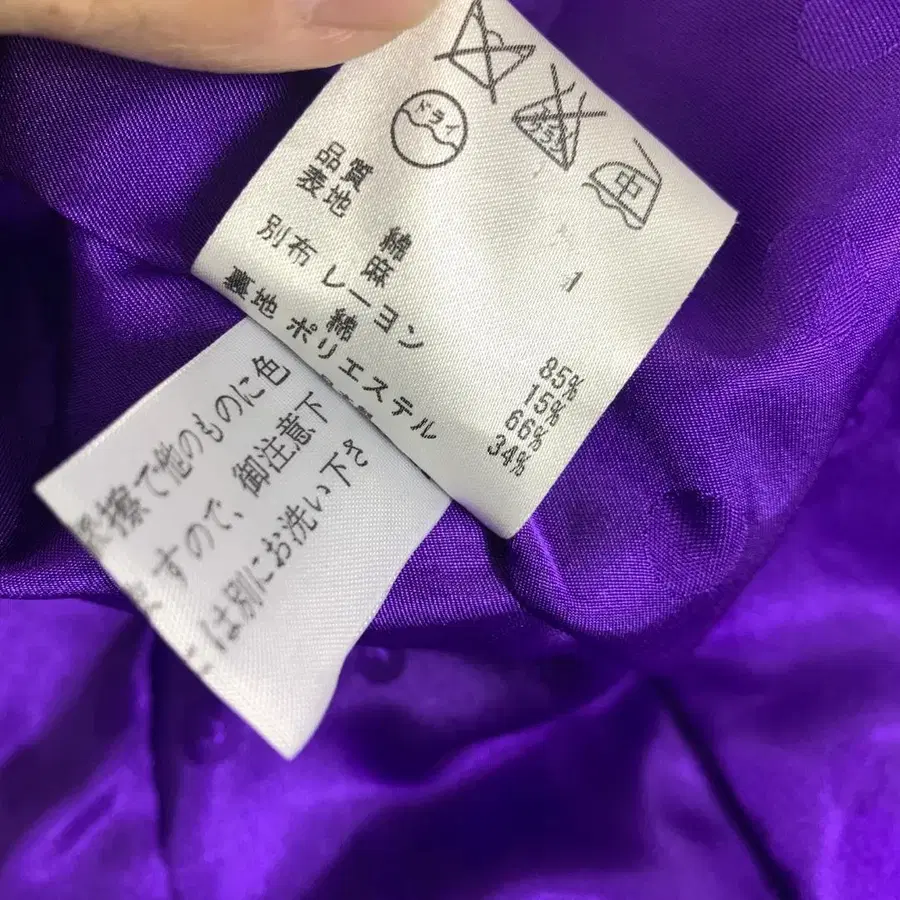 ドライ
中
品質
表地 綿 85%
麻 15%
別布 レーヨン 66%
綿 34%
裏地 ポリエステル
擦で他のものに色
すので、御注意下
は別にお洗い下さ